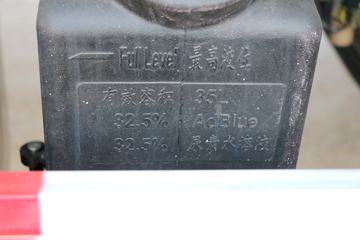 Full Level 最高液位
有效容积 35L
32.5% AdBlue
32.5% 尿素水溶液